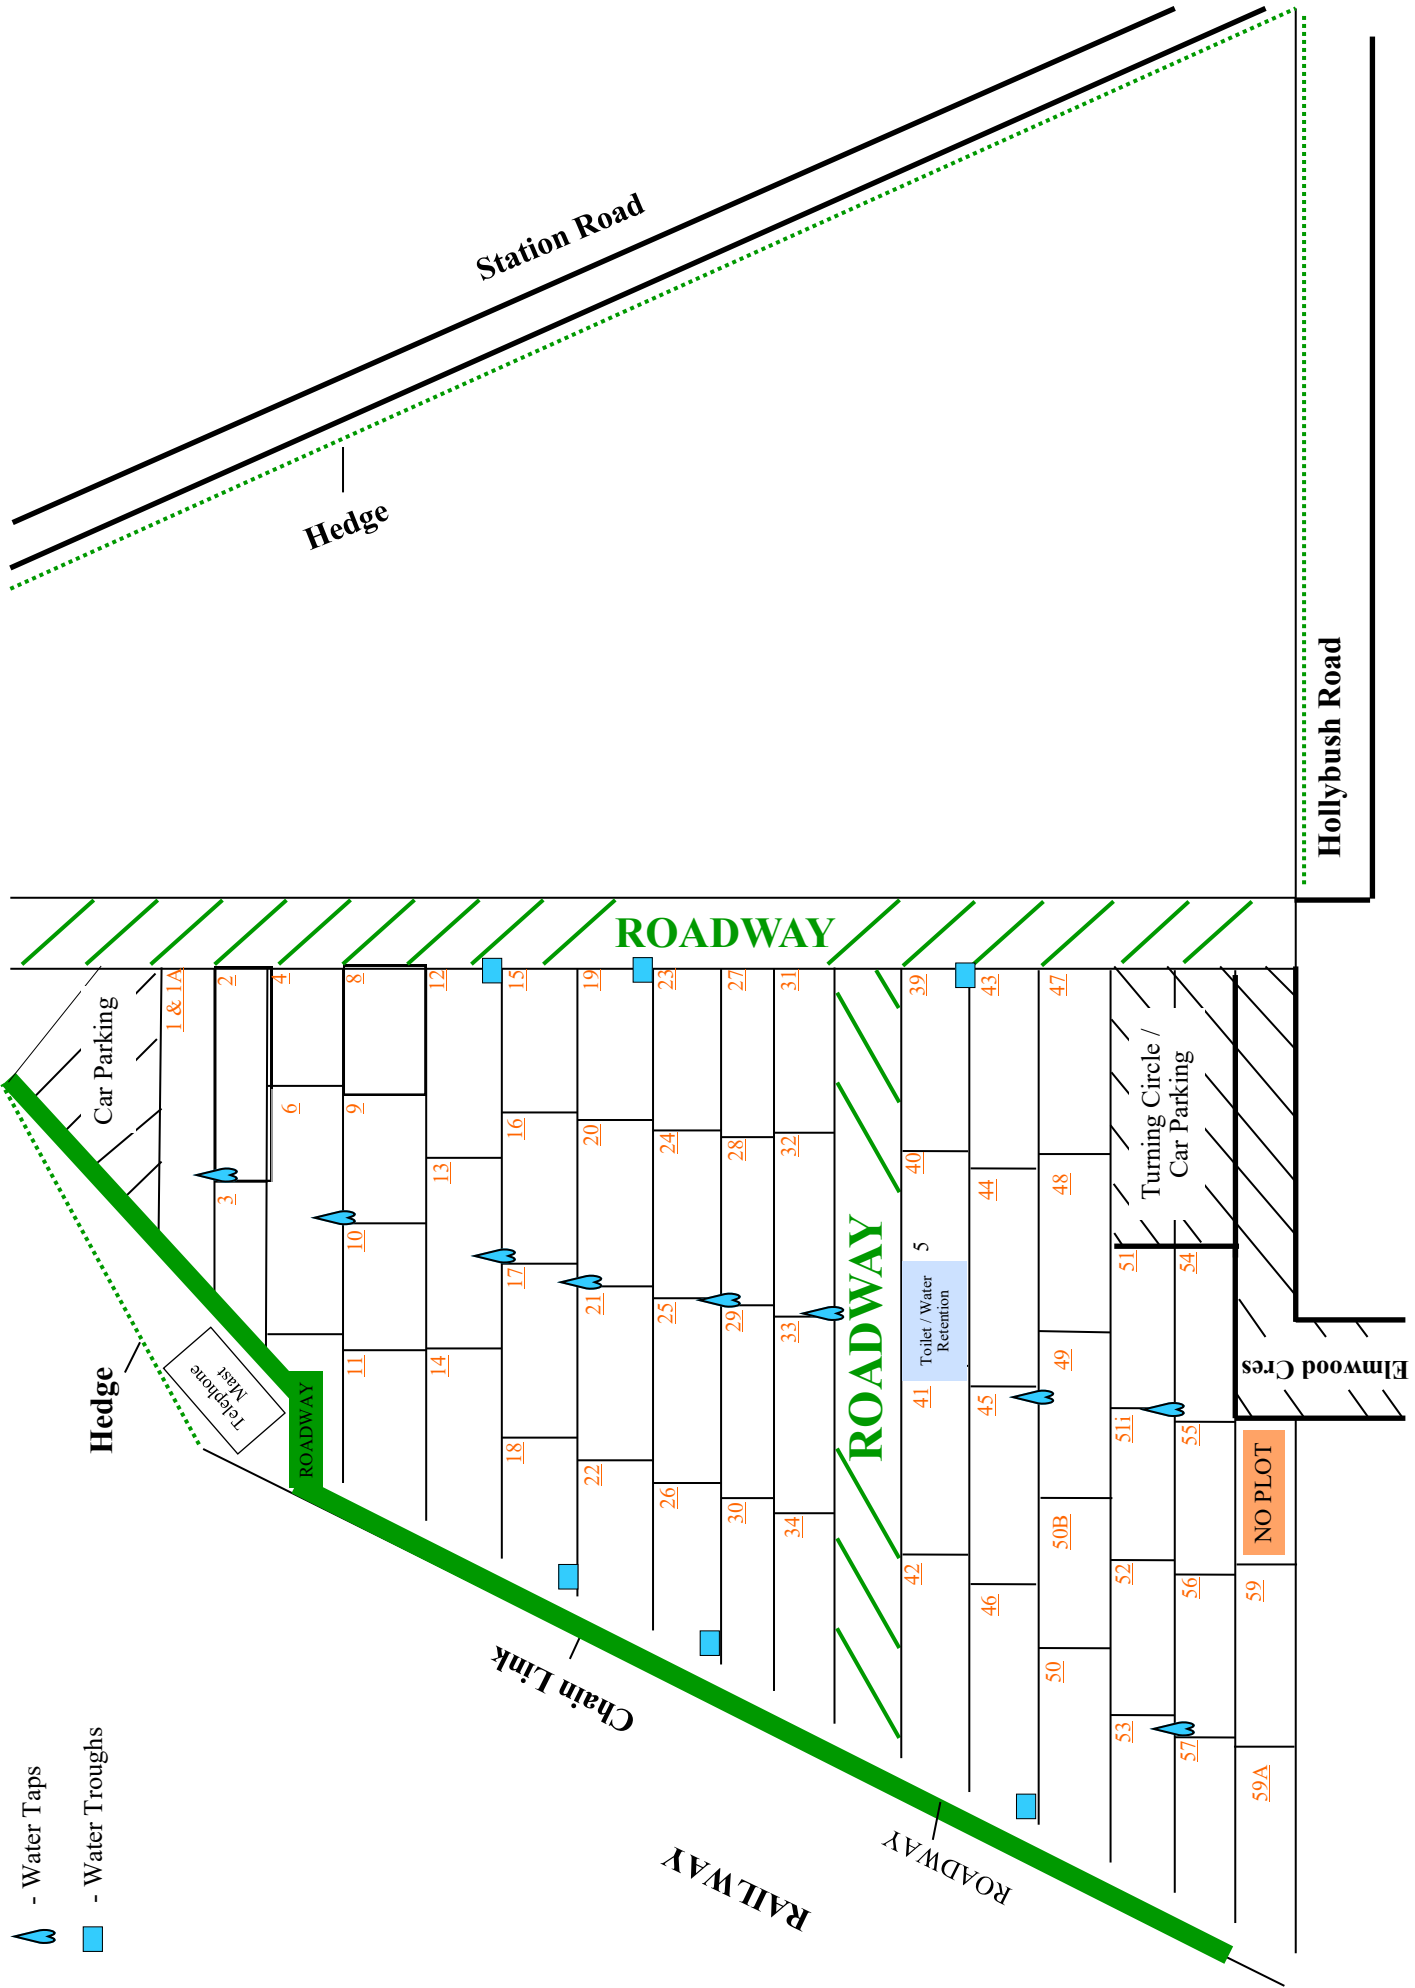 - Water Taps
- Water Troughs
Station Road
Hedge
Hollybush Road
ROADWAY
Car Parking
Hedge
Telephone
Mast
ROADWAY
1 & 1A
2
3
4
6
8
9
10
11
12
13
14
15
16
17
18
19
20
21
22
23
24
25
26
27
28
29
30
31
32
33
34
ROADWAY
39
40
5
Toilet / Water
Retention
41
42
43
44
45
46
47
48
49
50B
50
Turning Circle /
Car Parking
51
51i
52
53
54
55
56
57
Elmwood Cres
NO PLOT
59
59A
Chain Link
ROADWAY
RAILWAY